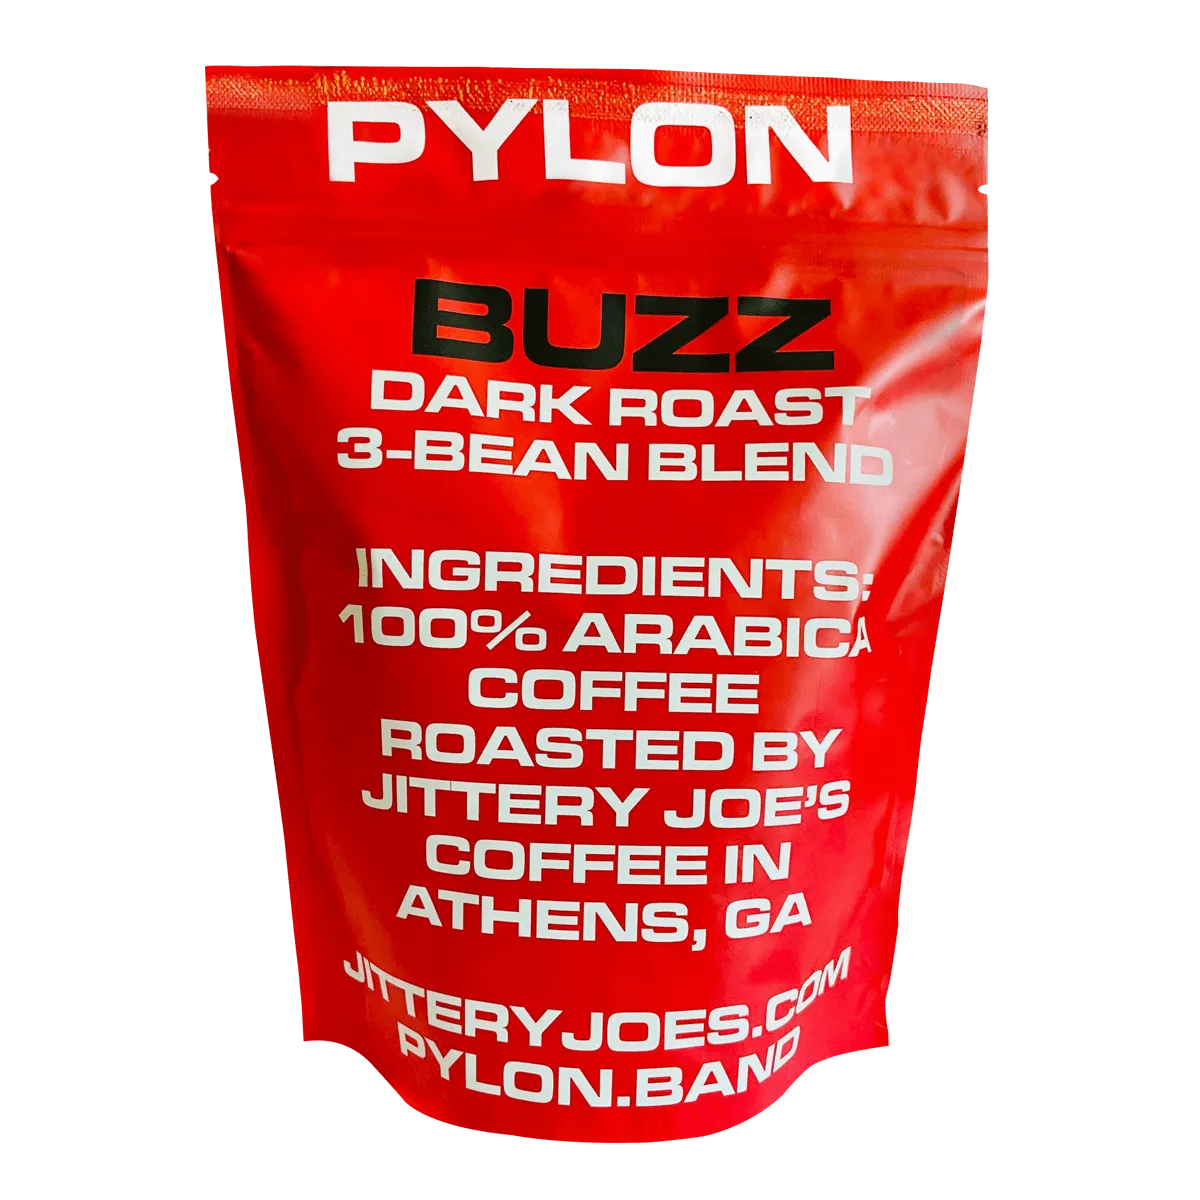 PYLON
BUZZ
DARK ROAST
3-BEAN BLEND
INGREDIENTS:
100% ARABICA
COFFEE
ROASTED BY
JITTERY JOE'S
COFFEE IN
ATHENS, GA
JITTERYJOES.COM
PYLON.BAND